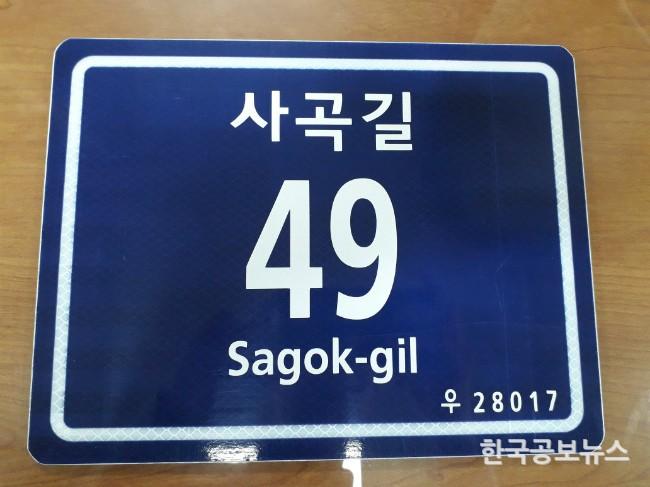 사곡길
49
Sagok-gil
우 28017
한국공보뉴스